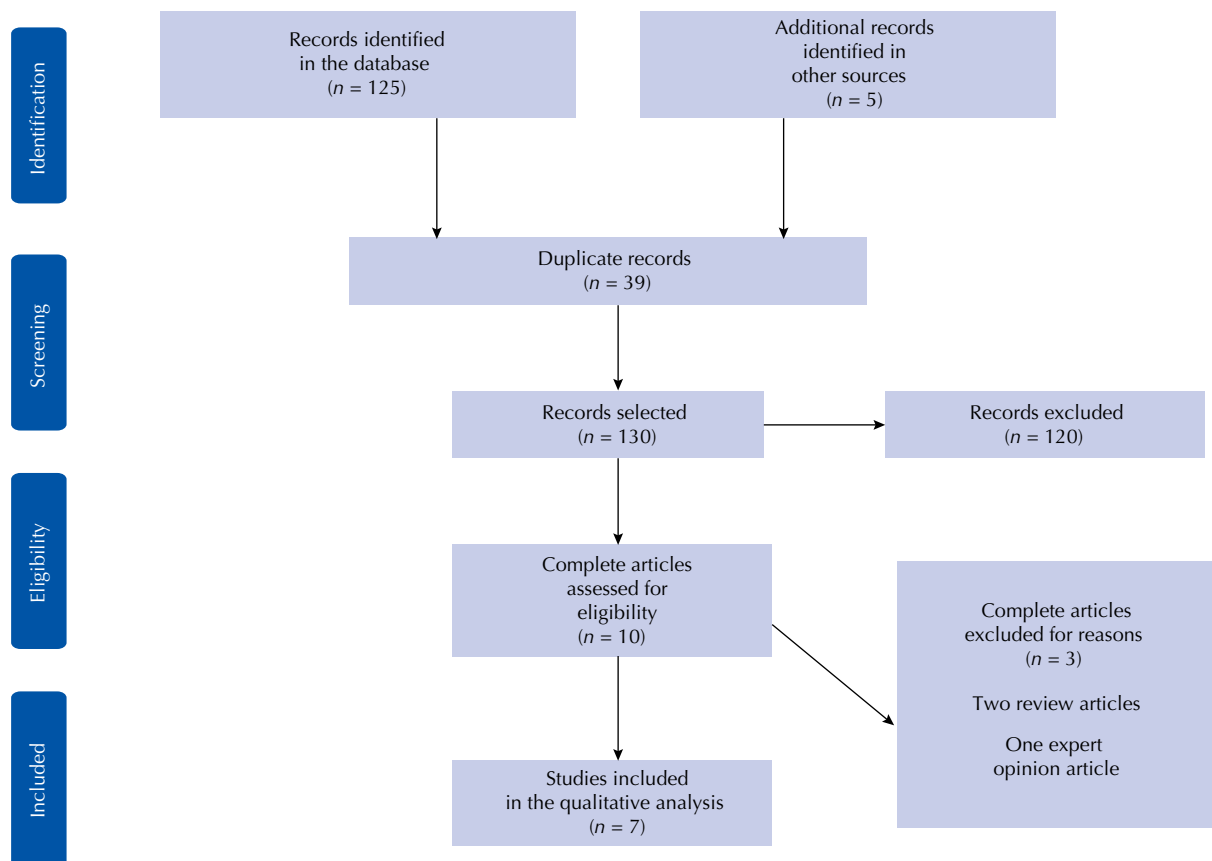 Identification
Records identified
in the database
(n = 125)
Additional records
identified in
other sources
(n = 5)
Screening
Duplicate records
(n = 39)
Records selected
(n = 130)
Records excluded
(n = 120)
Eligibility
Complete articles
assessed for
eligibility
(n = 10)
Complete articles
excluded for reasons
(n = 3)
Two review articles
One expert
opinion article
Included
Studies included
in the qualitative analysis
(n = 7)